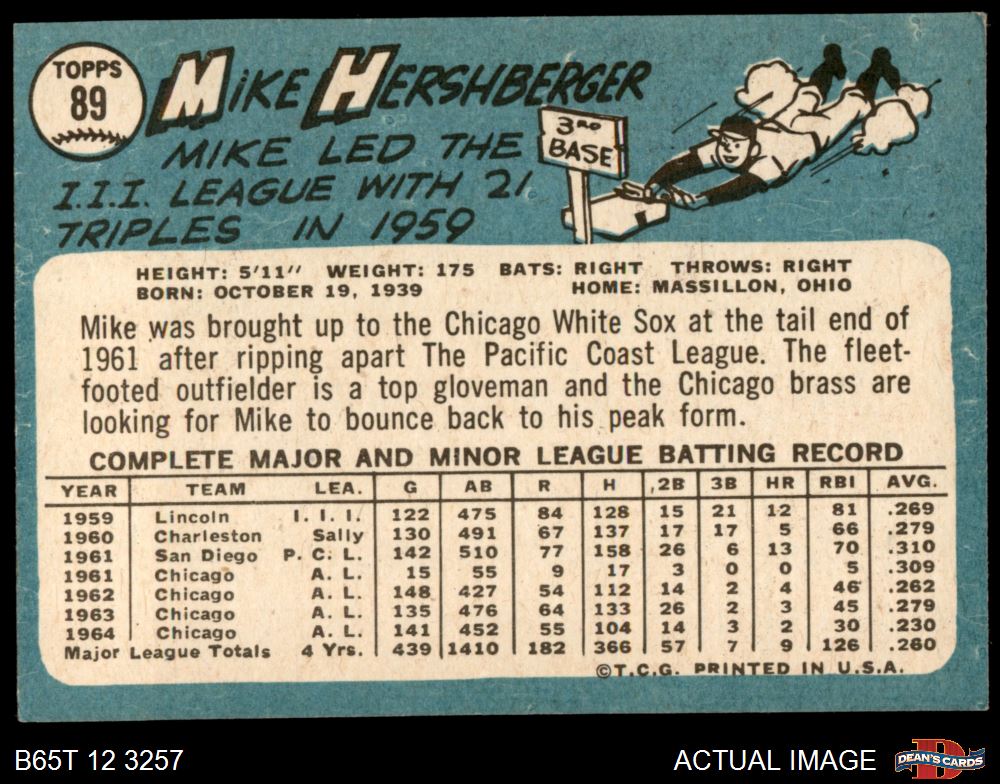 TOPPS
89
MIKE HERSHBERGER
MIKE LED THE
I.I.I. LEAGUE WITH 21
TRIPLES IN 1959
3RD
BASE
HEIGHT: 5'11" WEIGHT: 175 BATS: RIGHT THROWS: RIGHT
BORN: OCTOBER 19, 1939 HOME: MASSILLON, OHIO
Mike was brought up to the Chicago White Sox at the tail end of
1961 after ripping apart The Pacific Coast League. The fleet-
footed outfielder is a top gloveman and the Chicago brass are
looking for Mike to bounce back to his peak form.
COMPLETE MAJOR AND MINOR LEAGUE BATTING RECORD
YEAR TEAM LEA. G AB R H 2B 3B HR RBI AVG.
1959 Lincoln I. I. I. 122 475 84 128 15 21 12 81 .269
1960 Charleston Sally 130 491 67 137 17 17 5 66 .279
1961 San Diego P. C. L. 142 510 77 158 26 6 13 70 .310
1961 Chicago A. L. 15 55 9 17 3 0 0 5 .309
1962 Chicago A. L. 148 427 54 112 14 2 4 46 .262
1963 Chicago A. L. 135 476 64 133 26 2 3 45 .279
1964 Chicago A. L. 141 452 55 104 14 3 2 30 .230
Major League Totals 4 Yrs. 439 1410 182 366 57 7 9 126 .260
©T.C.G. PRINTED IN U.S.A.
B65T 12 3257 ACTUAL IMAGE DEAN'S CARDS